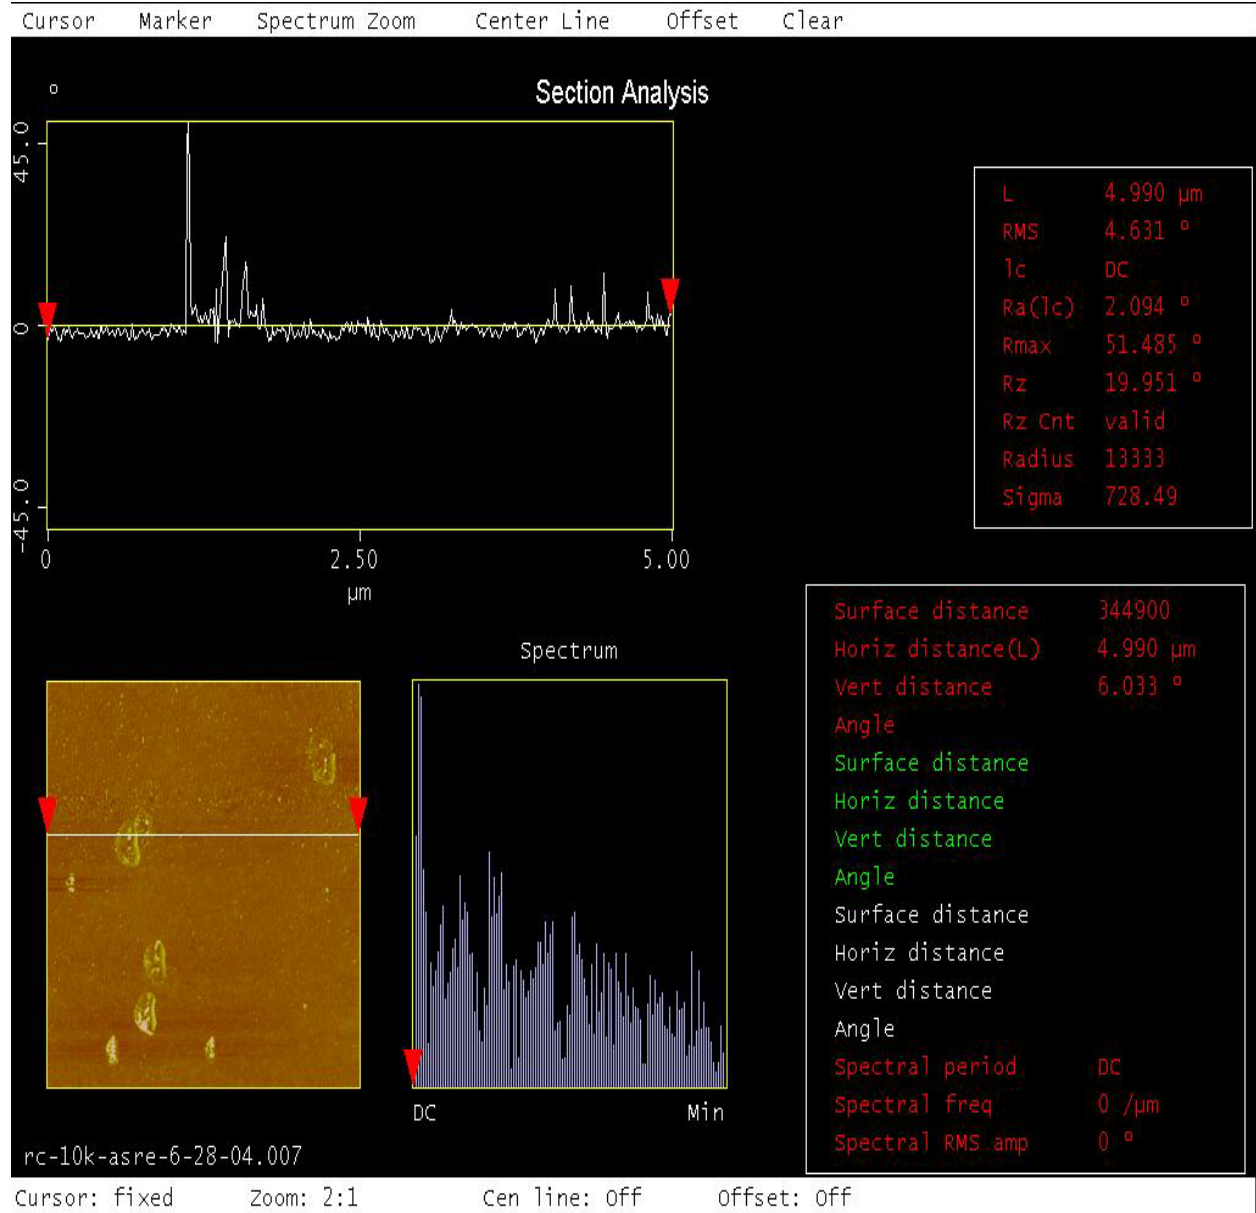 Cursor Marker Spectrum Zoom Center Line Offset Clear
o
Section Analysis
45.0
0
-45.0
0 2.50 5.00
µm
L 4.990 µm
RMS 4.631 °
lc DC
Ra(lc) 2.094 °
Rmax 51.485 °
Rz 19.951 °
Rz Cnt valid
Radius 13333
Sigma 728.49
Spectrum
DC Min
Surface distance 344900
Horiz distance(L) 4.990 µm
Vert distance 6.033 °
Angle
Surface distance
Horiz distance
Vert distance
Angle
Surface distance
Horiz distance
Vert distance
Angle
Spectral period DC
Spectral freq 0 /µm
Spectral RMS amp 0 °
rc-10k-asre-6-28-04.007
Cursor: fixed Zoom: 2:1 Cen line: Off Offset: Off